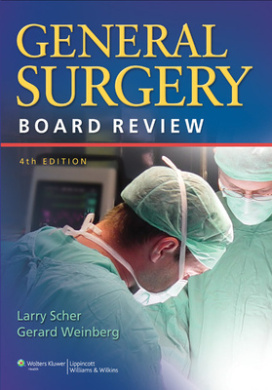 GENERAL
SURGERY
BOARD REVIEW
4th EDITION
Larry Scher
Gerard Weinberg
Wolters Kluwer
Lippincott
Williams & Wilkins